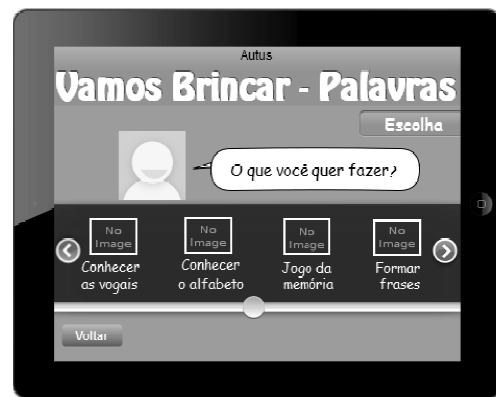 Autus
Vamos Brincar - Palavras
Escolha
O que você quer fazer?
No
Image
Conhecer
as vogais
No
Image
Conhecer
o alfabeto
No
Image
Jogo da
memória
No
Image
Formar
frases
Voltar